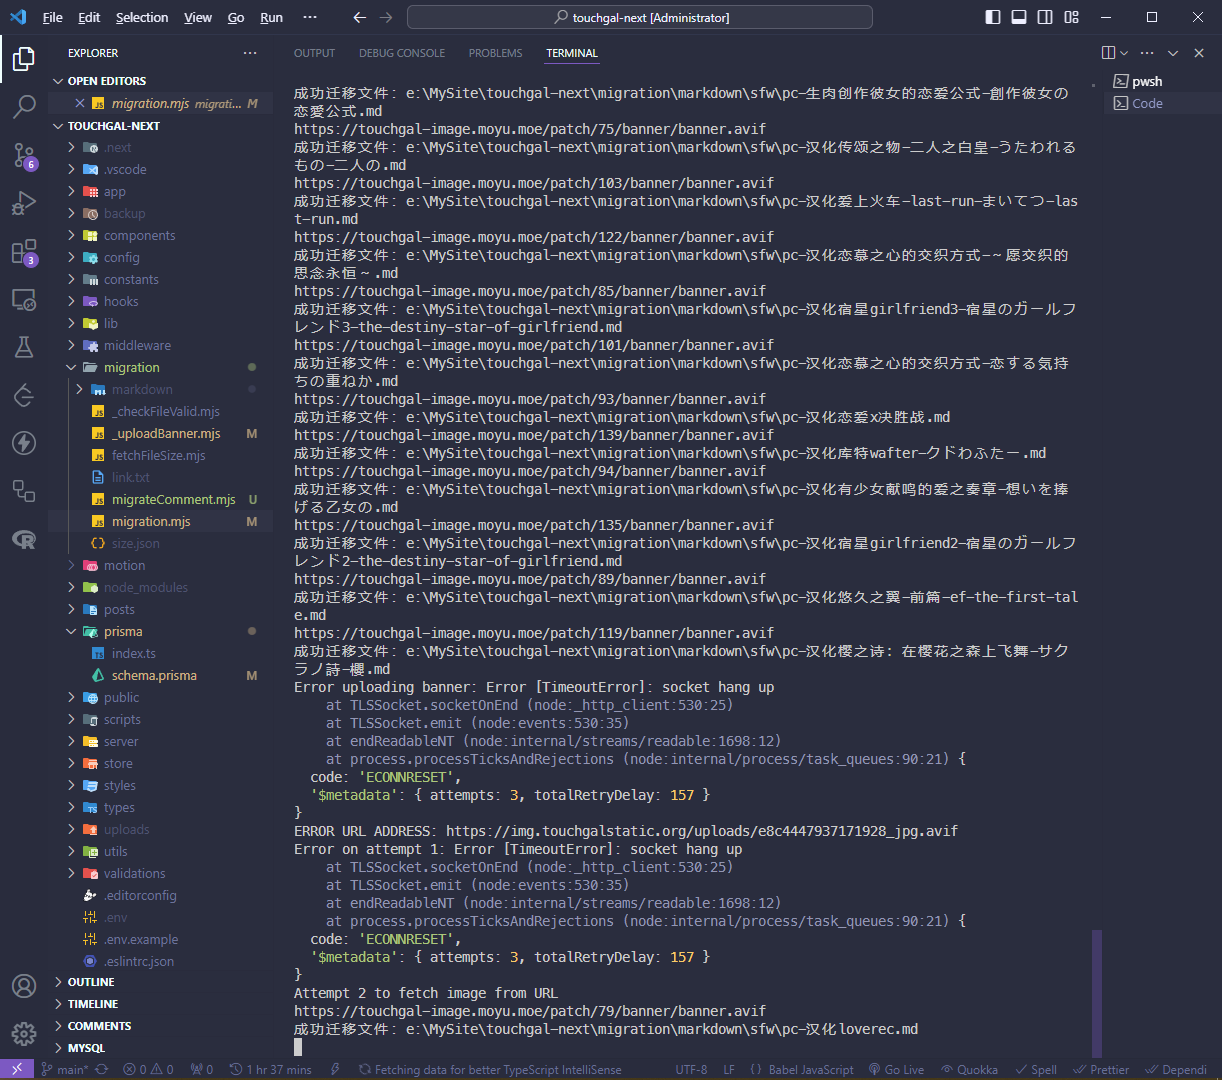 File Edit Selection View Go Run ··· touchgal-next [Administrator]
EXPLORER ···
OPEN EDITORS
migration.mjs migrati... M
TOUCHGAL-NEXT
.next
.vscode
app
backup
components
config
constants
hooks
lib
middleware
migration
markdown
_checkFileValid.mjs
_uploadBanner.mjs M
fetchFileSize.mjs
link.txt
migrateComment.mjs U
migration.mjs M
size.json
motion
node_modules
posts
prisma
index.ts
schema.prisma M
public
scripts
server
store
styles
types
uploads
utils
validations
.editorconfig
.env
.env.example
.eslintrc.json
OUTLINE
TIMELINE
COMMENTS
MYSQL
6
3
OUTPUT DEBUG CONSOLE PROBLEMS TERMINAL
pwsh
Code
成功迁移文件: e:\MySite\touchgal-next\migration\markdown\sfw\pc-生肉创作彼女的恋爱公式-創作彼女の
恋愛公式.md
https://touchgal-image.moyu.moe/patch/75/banner/banner.avif
成功迁移文件: e:\MySite\touchgal-next\migration\markdown\sfw\pc-汉化传颂之物-二人之白皇-うたわれる
もの-二人の.md
https://touchgal-image.moyu.moe/patch/103/banner/banner.avif
成功迁移文件: e:\MySite\touchgal-next\migration\markdown\sfw\pc-汉化爱上火车-last-run-まいてつ-las
t-run.md
https://touchgal-image.moyu.moe/patch/122/banner/banner.avif
成功迁移文件: e:\MySite\touchgal-next\migration\markdown\sfw\pc-汉化恋慕之心的交织方式-～愿交织的
思念永恒～.md
https://touchgal-image.moyu.moe/patch/85/banner/banner.avif
成功迁移文件: e:\MySite\touchgal-next\migration\markdown\sfw\pc-汉化宿星girlfriend3-宿星のガールフ
レンド3-the-destiny-star-of-girlfriend.md
https://touchgal-image.moyu.moe/patch/101/banner/banner.avif
成功迁移文件: e:\MySite\touchgal-next\migration\markdown\sfw\pc-汉化恋慕之心的交织方式-恋する気持
ちの重ねか.md
https://touchgal-image.moyu.moe/patch/93/banner/banner.avif
成功迁移文件: e:\MySite\touchgal-next\migration\markdown\sfw\pc-汉化恋爱x决胜战.md
https://touchgal-image.moyu.moe/patch/139/banner/banner.avif
成功迁移文件: e:\MySite\touchgal-next\migration\markdown\sfw\pc-汉化库特wafter-クドわふたー.md
https://touchgal-image.moyu.moe/patch/94/banner/banner.avif
成功迁移文件: e:\MySite\touchgal-next\migration\markdown\sfw\pc-汉化有少女献鸣的爱之奏章-想いを捧
げる乙女の.md
https://touchgal-image.moyu.moe/patch/135/banner/banner.avif
成功迁移文件: e:\MySite\touchgal-next\migration\markdown\sfw\pc-汉化宿星girlfriend2-宿星のガールフ
レンド2-the-destiny-star-of-girlfriend.md
https://touchgal-image.moyu.moe/patch/89/banner/banner.avif
成功迁移文件: e:\MySite\touchgal-next\migration\markdown\sfw\pc-汉化悠久之翼-前篇-ef-the-first-tal
e.md
https://touchgal-image.moyu.moe/patch/119/banner/banner.avif
成功迁移文件: e:\MySite\touchgal-next\migration\markdown\sfw\pc-汉化樱之诗: 在樱花之森上飞舞-サク
ラノ詩-櫻.md
Error uploading banner: Error [TimeoutError]: socket hang up
at TLSSocket.socketOnEnd (node:_http_client:530:25)
at TLSSocket.emit (node:events:530:35)
at endReadableNT (node:internal/streams/readable:1698:12)
at process.processTicksAndRejections (node:internal/process/task_queues:90:21) {
code: 'ECONNRESET',
'$metadata': { attempts: 3, totalRetryDelay: 157 }
}
ERROR URL ADDRESS: https://img.touchgalstatic.org/uploads/e8c4447937171928_jpg.avif
Error on attempt 1: Error [TimeoutError]: socket hang up
at TLSSocket.socketOnEnd (node:_http_client:530:25)
at TLSSocket.emit (node:events:530:35)
at endReadableNT (node:internal/streams/readable:1698:12)
at process.processTicksAndRejections (node:internal/process/task_queues:90:21) {
code: 'ECONNRESET',
'$metadata': { attempts: 3, totalRetryDelay: 157 }
}
Attempt 2 to fetch image from URL
https://touchgal-image.moyu.moe/patch/79/banner/banner.avif
成功迁移文件: e:\MySite\touchgal-next\migration\markdown\sfw\pc-汉化loverec.md
main* 0 0 0 1 hr 37 mins Fetching data for better TypeScript IntelliSense UTF-8 LF {} Babel JavaScript Go Live Quokka Spell Prettier Dependi